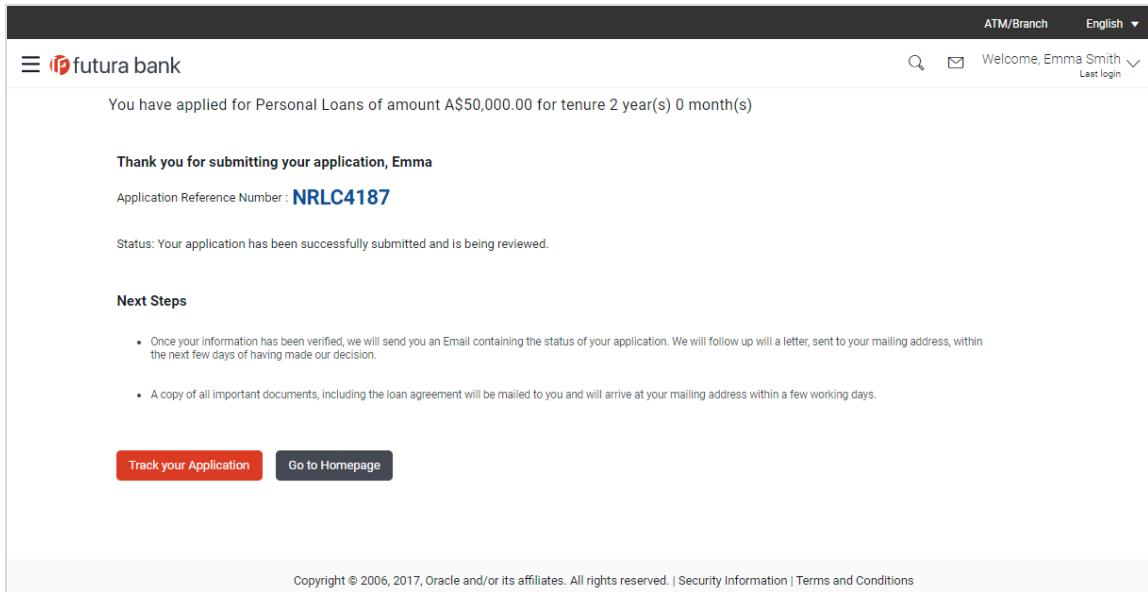 ATM/Branch English
futura bank
Welcome, Emma Smith
Last login
You have applied for Personal Loans of amount A$50,000.00 for tenure 2 year(s) 0 month(s)
Thank you for submitting your application, Emma
Application Reference Number : NRLC4187
Status: Your application has been successfully submitted and is being reviewed.
Next Steps
Once your information has been verified, we will send you an Email containing the status of your application. We will follow up will a letter, sent to your mailing address, within
the next few days of having made our decision.
A copy of all important documents, including the loan agreement will be mailed to you and will arrive at your mailing address within a few working days.
Track your Application Go to Homepage
Copyright © 2006, 2017, Oracle and/or its affiliates. All rights reserved. | Security Information | Terms and Conditions